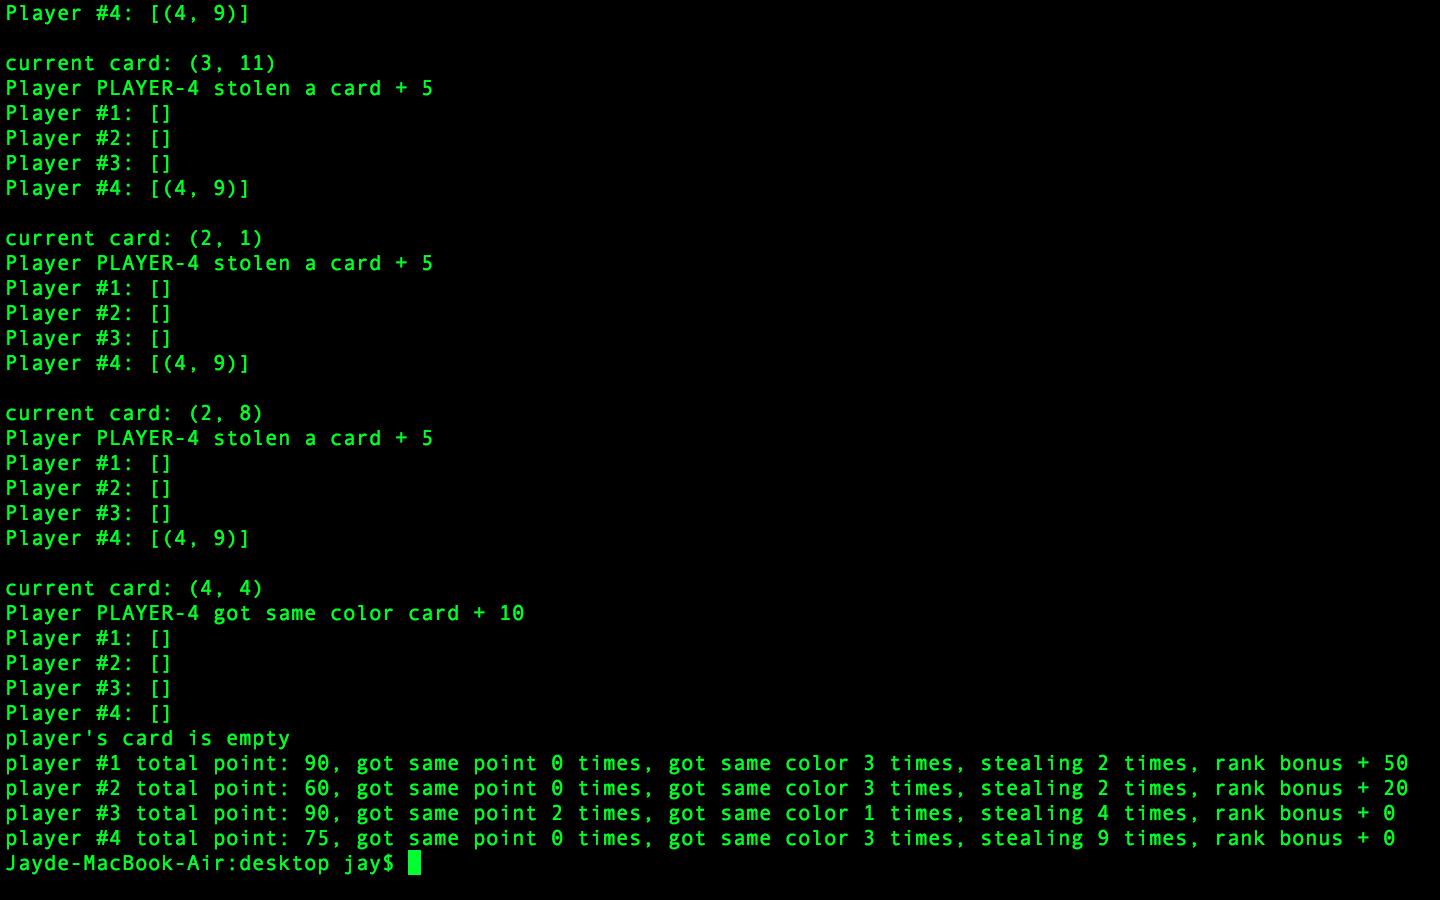 Player #4: [(4, 9)]
current card: (3, 11)
Player PLAYER-4 stolen a card + 5
Player #1: []
Player #2: []
Player #3: []
Player #4: [(4, 9)]
current card: (2, 1)
Player PLAYER-4 stolen a card + 5
Player #1: []
Player #2: []
Player #3: []
Player #4: [(4, 9)]
current card: (2, 8)
Player PLAYER-4 stolen a card + 5
Player #1: []
Player #2: []
Player #3: []
Player #4: [(4, 9)]
current card: (4, 4)
Player PLAYER-4 got same color card + 10
Player #1: []
Player #2: []
Player #3: []
Player #4: []
player's card is empty
player #1 total point: 90, got same point 0 times, got same color 3 times, stealing 2 times, rank bonus + 50
player #2 total point: 60, got same point 0 times, got same color 3 times, stealing 2 times, rank bonus + 20
player #3 total point: 90, got same point 2 times, got same color 1 times, stealing 4 times, rank bonus + 0
player #4 total point: 75, got same point 0 times, got same color 3 times, stealing 9 times, rank bonus + 0
Jayde-MacBook-Air:desktop jay$